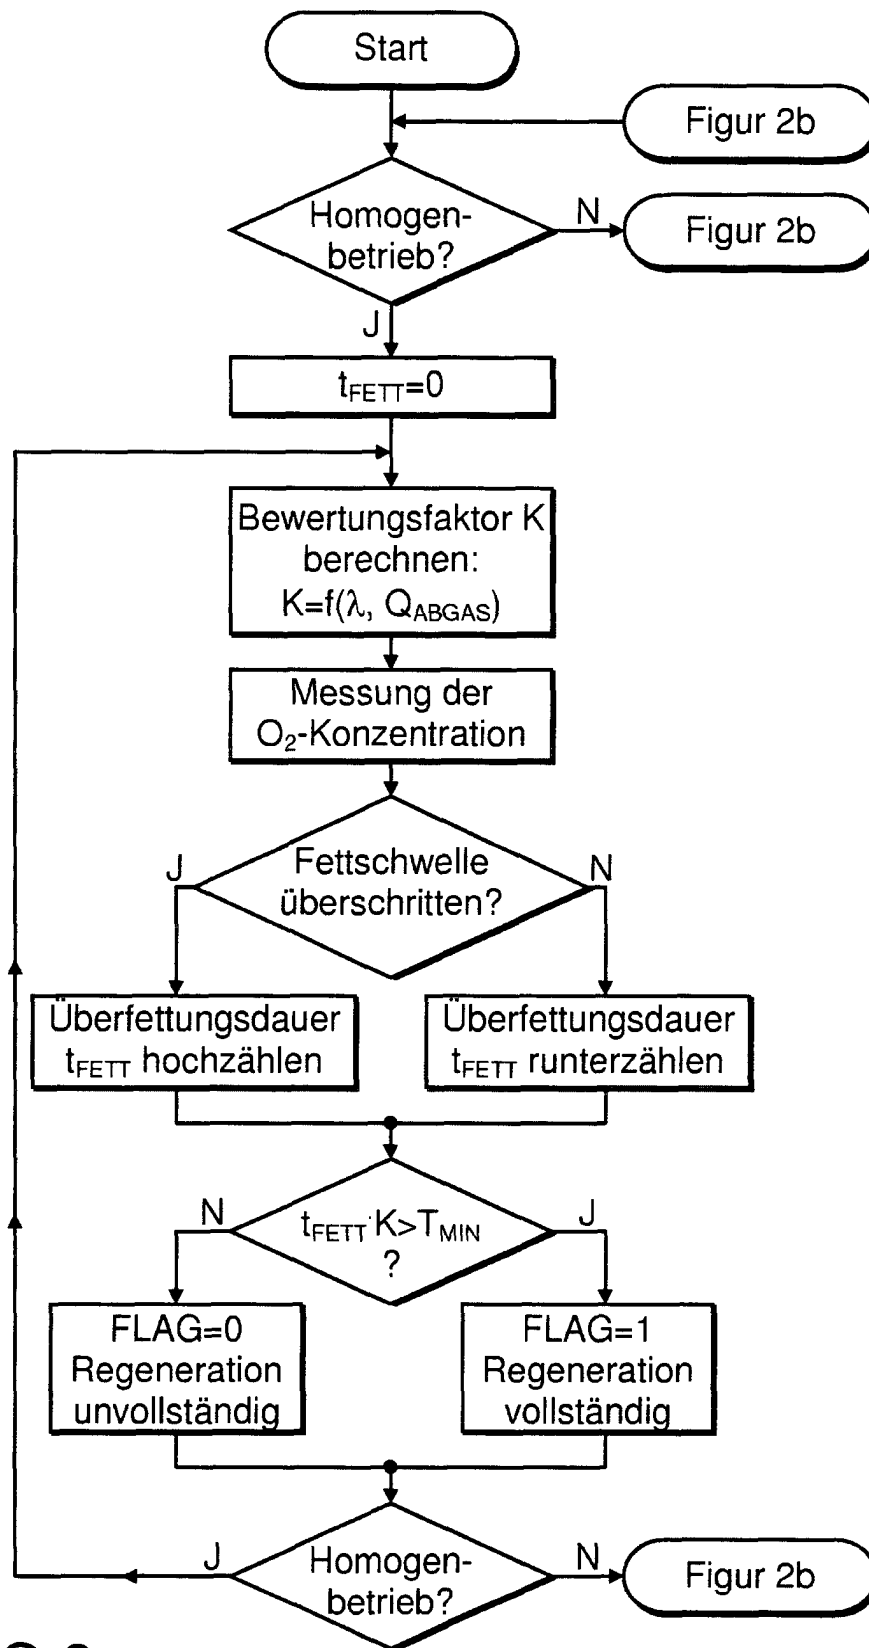 Start
Figur 2b
Homogen-
betrieb?
N
Figur 2b
J
tFETT=0
Bewertungsfaktor K
berechnen:
K=f(λ, QABGAS)
Messung der
O2-Konzentration
Fettschwelle
überschritten?
J
N
Überfettungsdauer
tFETT hochzählen
Überfettungsdauer
tFETT runterzählen
tFETT·K>TMIN
?
N
J
FLAG=0
Regeneration
unvollständig
FLAG=1
Regeneration
vollständig
Homogen-
betrieb?
J
N
Figur 2b